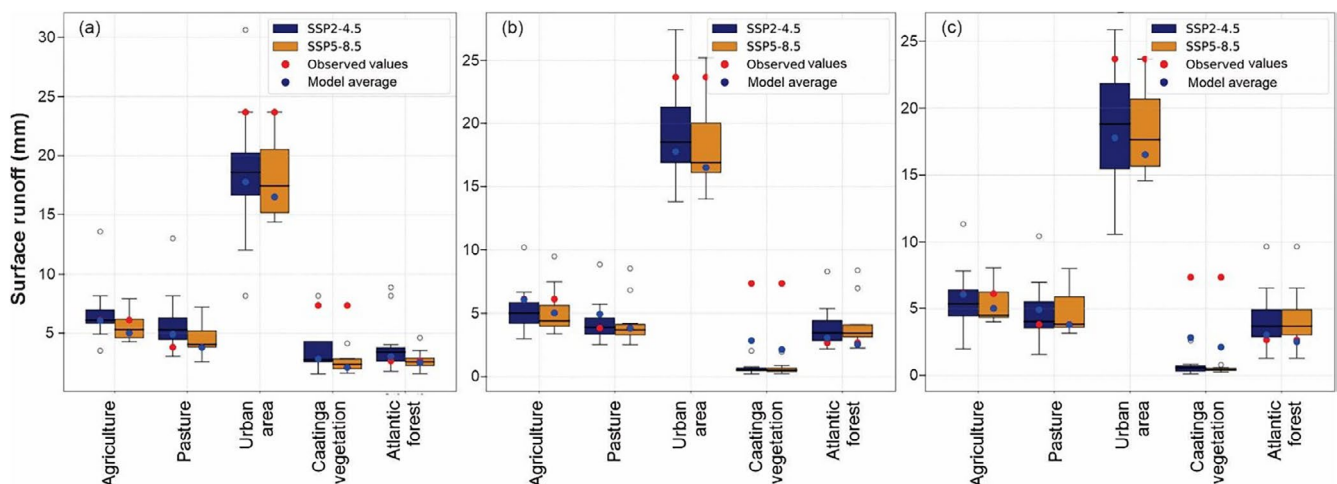 Surface runoff (mm)
(a)
SSP2-4.5
SSP5-8.5
Observed values
Model average
30
25
20
15
10
5
Agriculture
Pasture
Urban
area
Caatinga
vegetation
Atlantic
forest
(b)
SSP2-4.5
SSP5-8.5
Observed values
Model average
25
20
15
10
5
0
Agriculture
Pasture
Urban
area
Caatinga
vegetation
Atlantic
forest
(c)
SSP2-4.5
SSP5-8.5
Observed values
Model average
25
20
15
10
5
0
Agriculture
Pasture
Urban
area
Caatinga
vegetation
Atlantic
forest